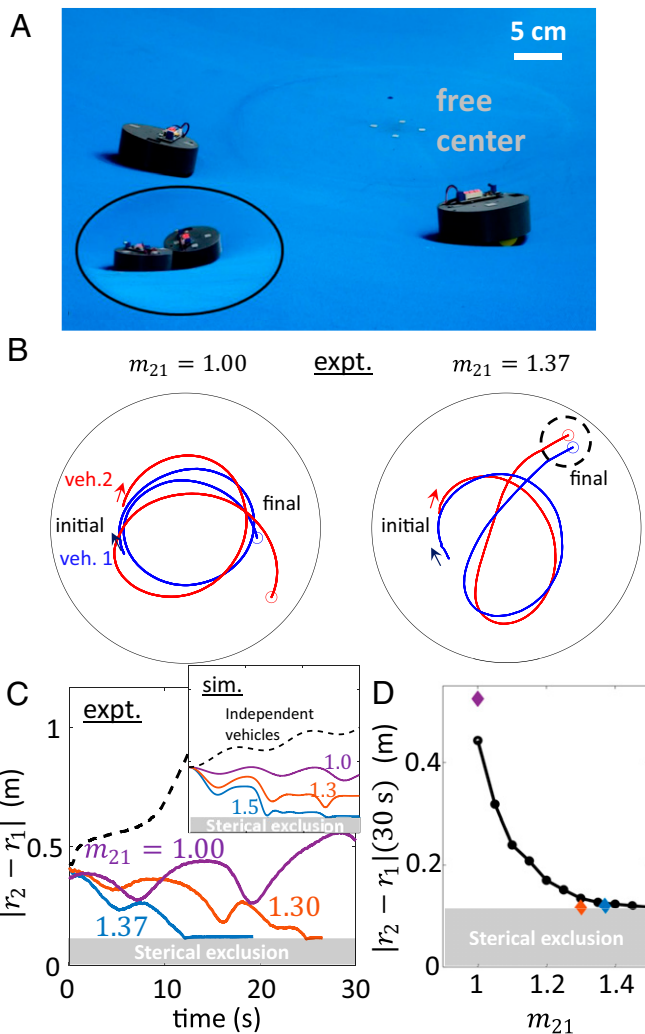 A
5 cm
free
center
B
m₂₁ = 1.00
expt.
m₂₁ = 1.37
veh.2
initial
veh. 1
final
initial
final
C
expt.
sim.
Independent
vehicles
1.0
1.3
1.5
Sterical exclusion
m₂₁ = 1.00
1.30
1.37
Sterical exclusion
|r₂ − r₁| (m)
1
0.5
0
0
10
20
30
time (s)
D
|r₂ − r₁|(30 s) (m)
0.4
0.2
0
Sterical exclusion
1
1.2
1.4
m₂₁